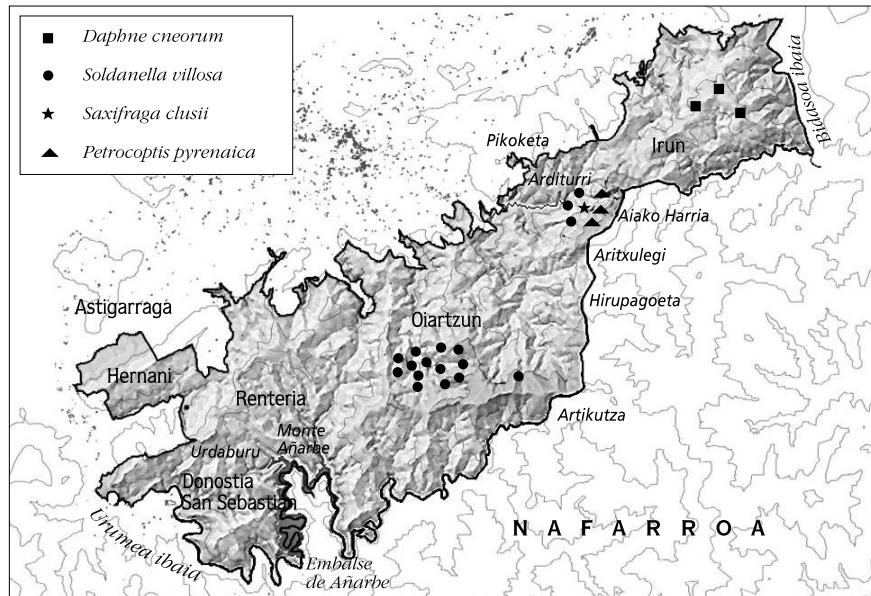 Daphne cneorum
Soldanella villosa
Saxifraga clusii
Petrocoptis pyrenaica
Bidasoa ibaia
Pikoketa
Irun
Arditurri
Aiako Harria
Aritxulegi
Hirupagoeta
Astigarraga
Oiartzun
Hernani
Renteria
Artikutza
Monte
Añarbe
Urdaburu
Donostia
San Sebastian
Urumea ibaia
NAFARROA
Embalse
de Añarbe